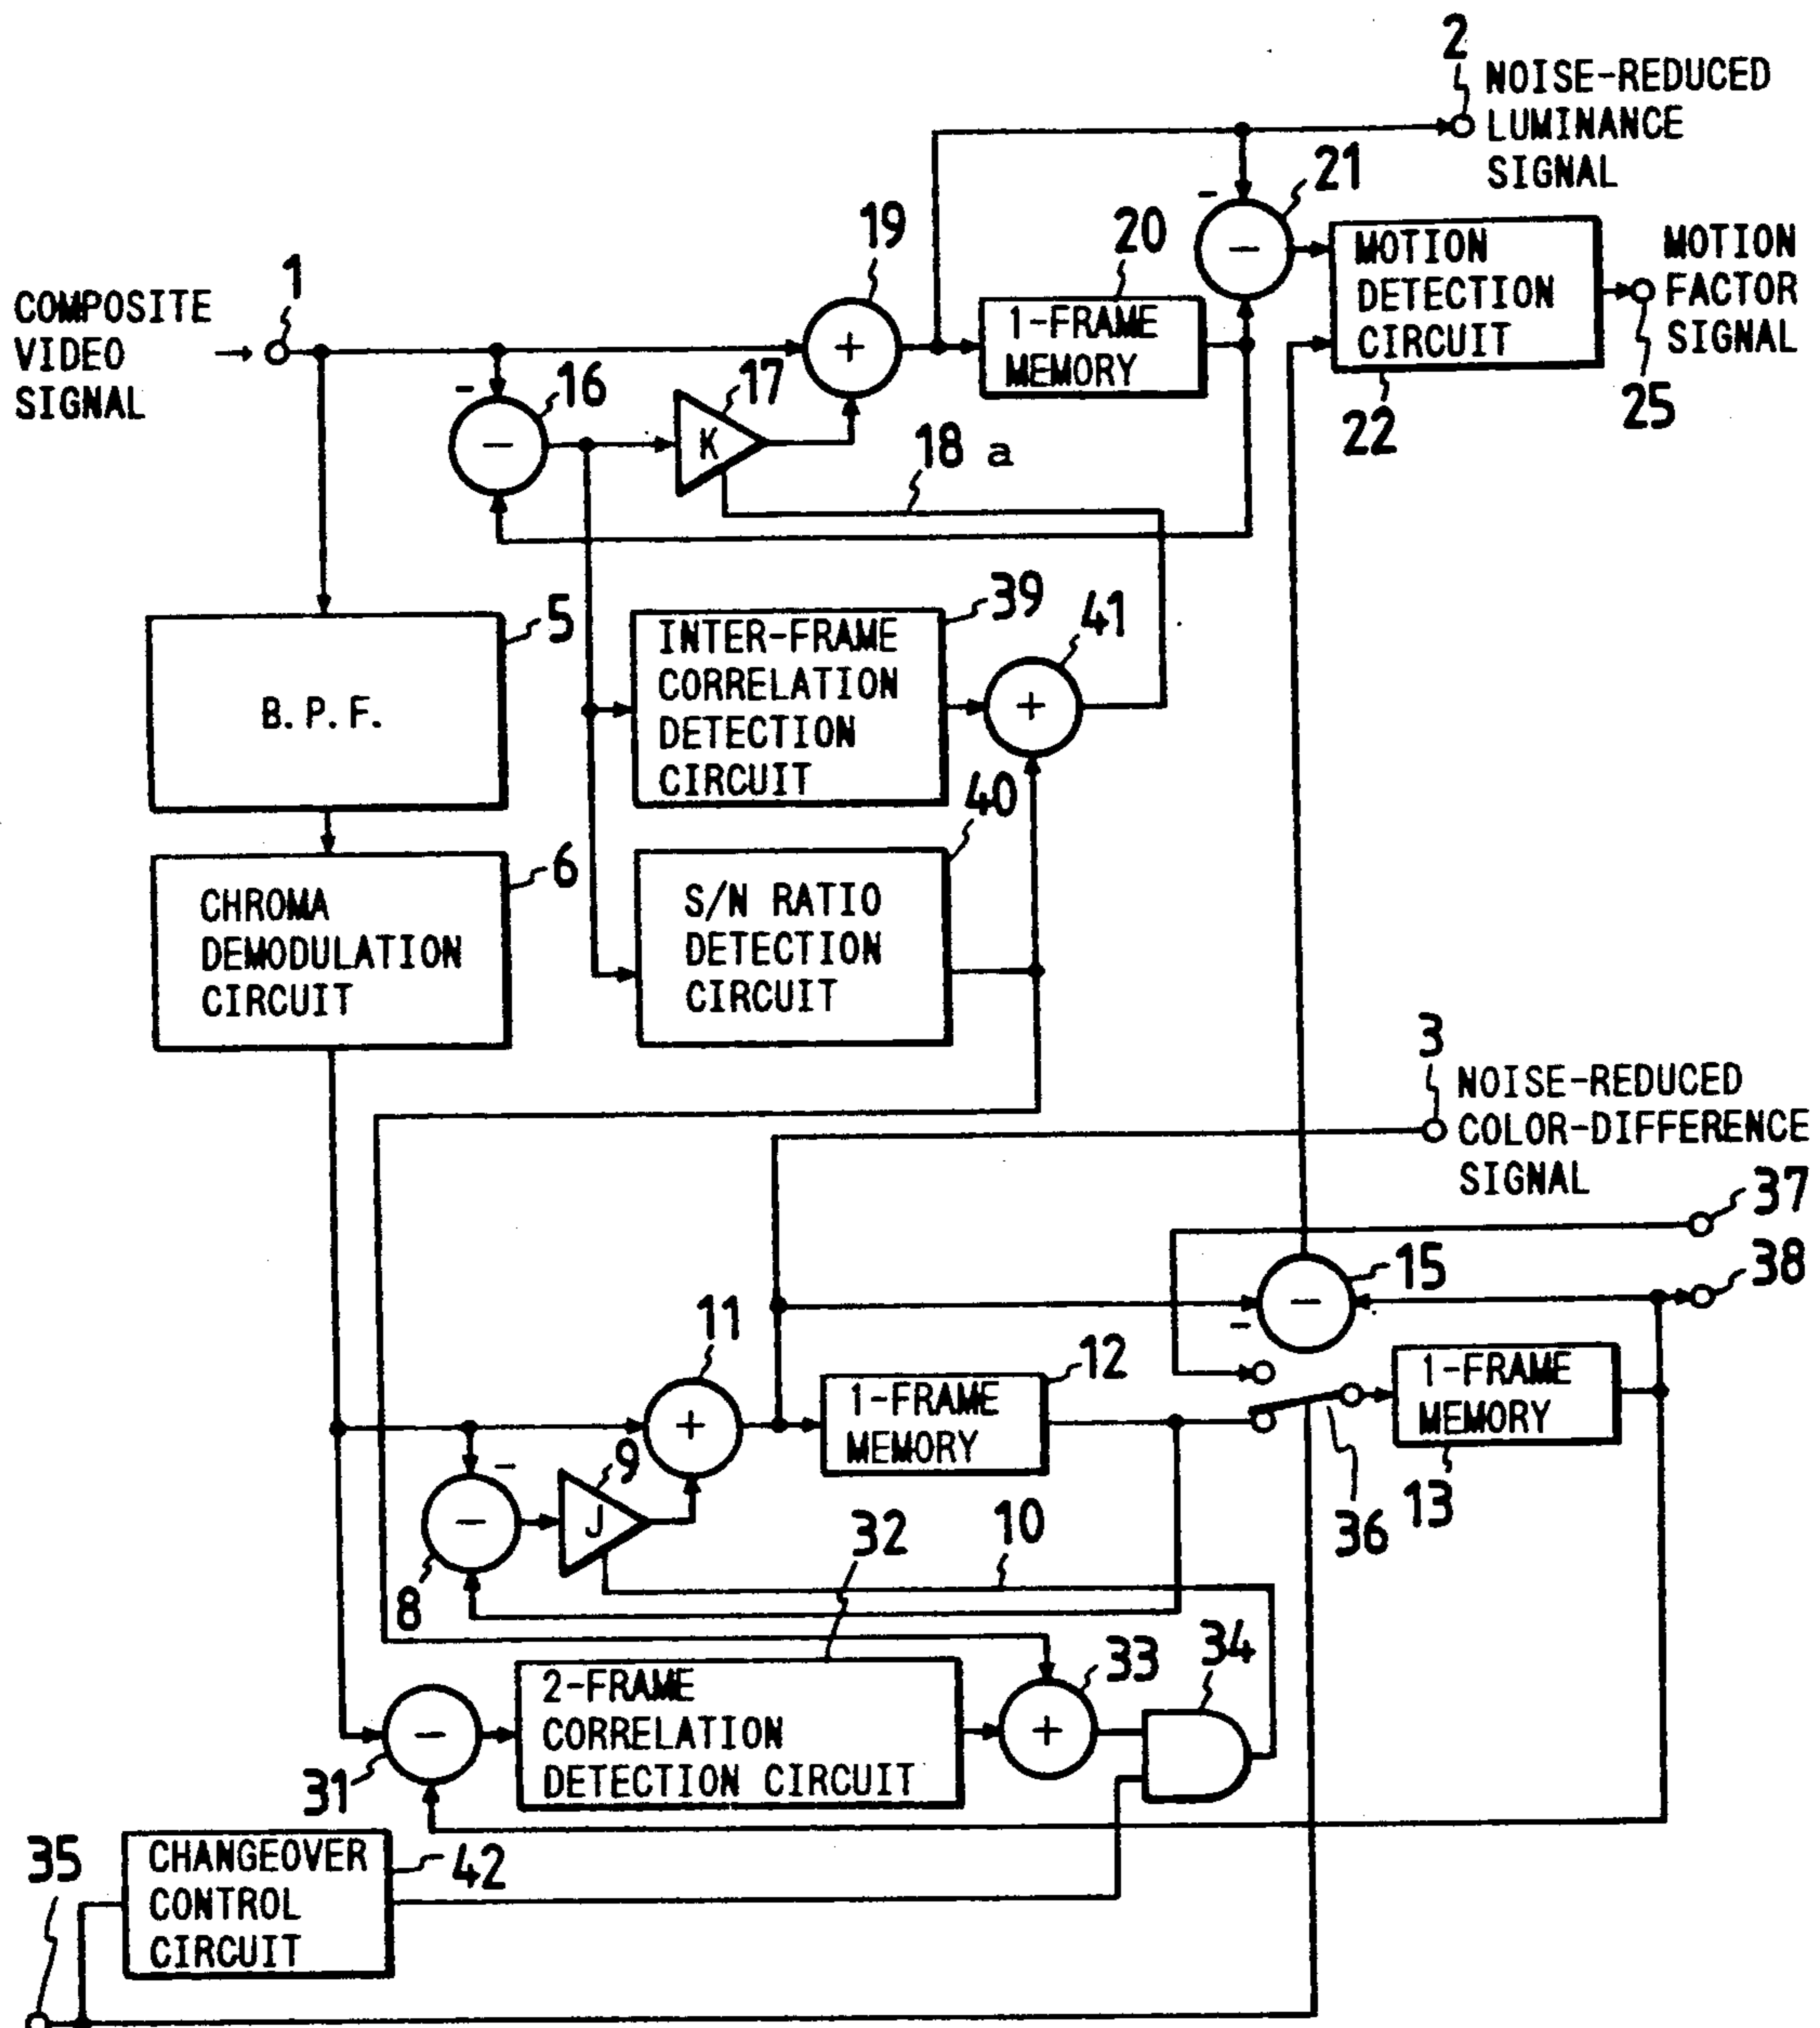 2
NOISE-REDUCED
LUMINANCE
SIGNAL
21
19
20
1
COMPOSITE
VIDEO
SIGNAL
-
-
+
1-FRAME
MEMORY
MOTION
DETECTION
CIRCUIT
MOTION
FACTOR
SIGNAL
22
25
-
16
-
17
K
18 a
5
B. P. F.
39
INTER-FRAME
CORRELATION
DETECTION
CIRCUIT
41
+
40
6
CHROMA
DEMODULATION
CIRCUIT
S/N RATIO
DETECTION
CIRCUIT
3
NOISE-REDUCED
COLOR-DIFFERENCE
SIGNAL
37
38
15
-
-
11
+
12
1-FRAME
MEMORY
1-FRAME
MEMORY
13
36
-
-
8
9
J
10
32
2-FRAME
CORRELATION
DETECTION CIRCUIT
33
+
34
-
31
35
CHANGEOVER
CONTROL
CIRCUIT
42